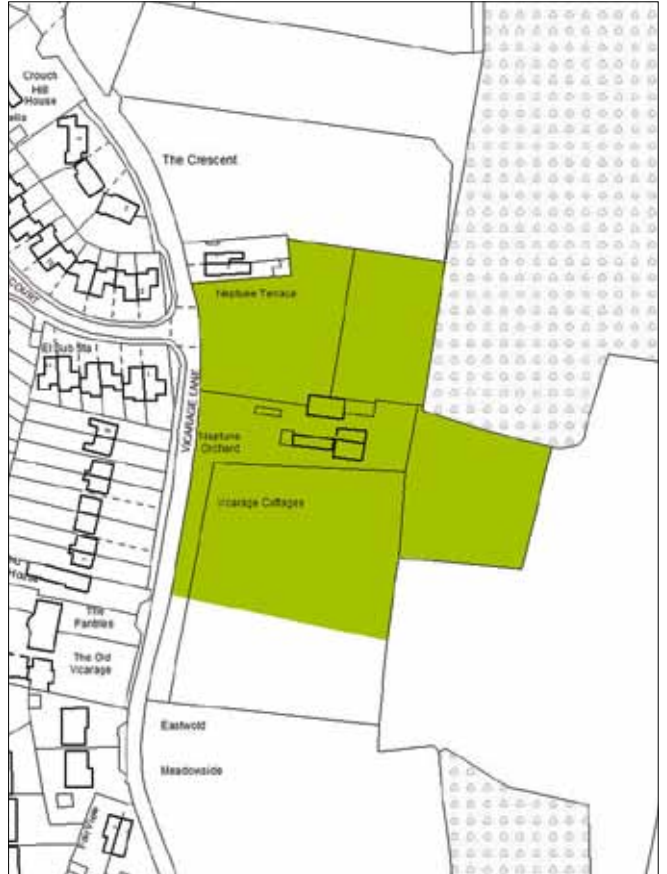 Crouch
Hill
House
The Crescent
Neptune Terrace
COURT
El Sub Sta
VICARAGE LANE
Neptune
Orchard
Vicarage Cottages
The
Pantiles
The Old
Vicarage
Eastwold
Meadowside